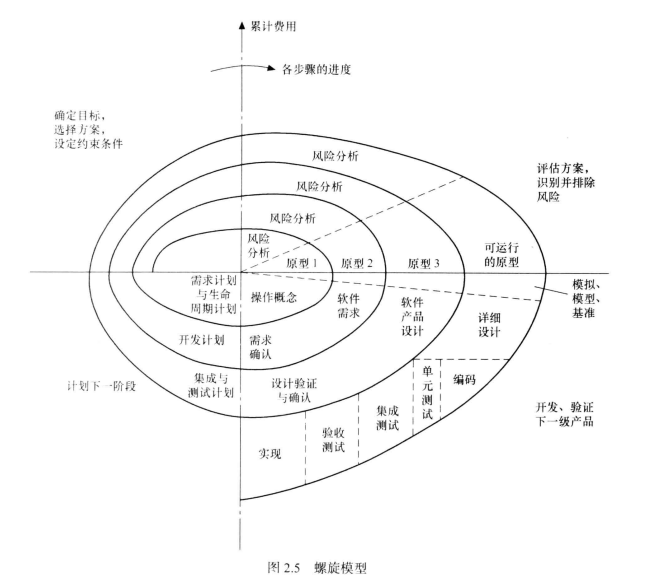 累计费用
各步骤的进度
确定目标，
选择方案，
设定约束条件
风险分析
评估方案，
识别并排除
风险
风险分析
风险分析
风险
分析
原型1
原型2
原型3
可运行
的原型
需求计划
与生命
周期计划
操作概念
软件
需求
软件
产品
设计
详细
设计
模拟、
模型、
基准
开发计划
需求
确认
计划下一阶段
集成与
测试计划
设计验证
与确认
单
元
测
试
编码
集成
测试
验收
测试
实现
开发、验证
下一级产品
图 2.5 螺旋模型